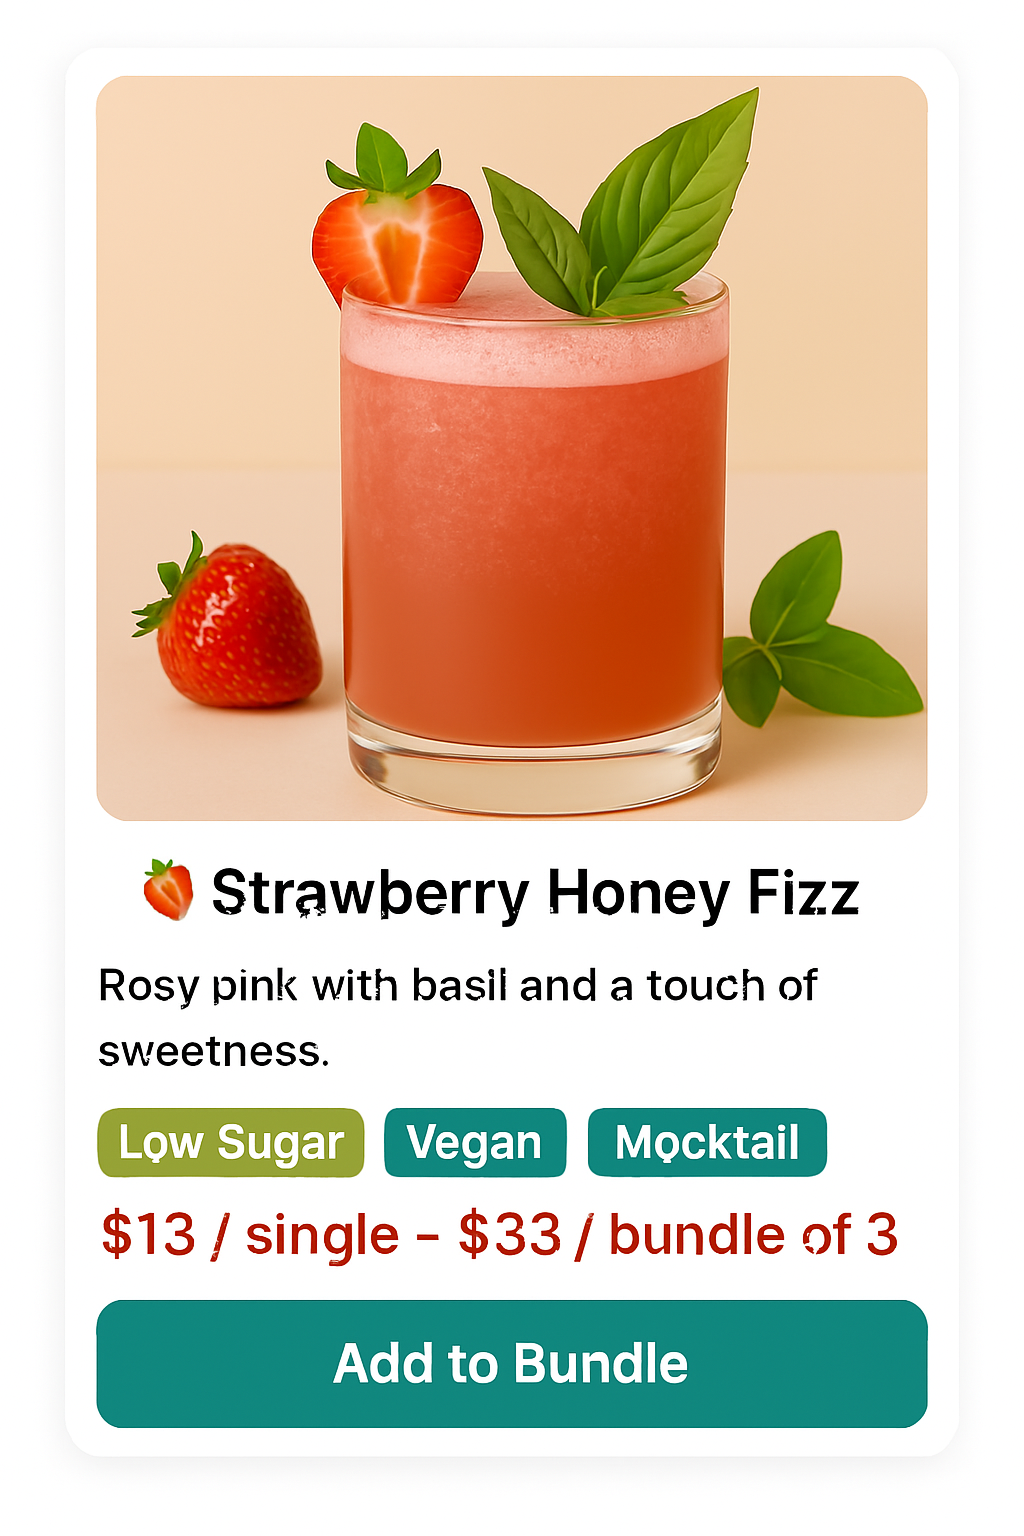 Strawberry Honey Fizz
Rosy pink with basil and a touch of
sweetness.
Low Sugar Vegan Mocktail
$13 / single – $33 / bundle of 3
Add to Bundle